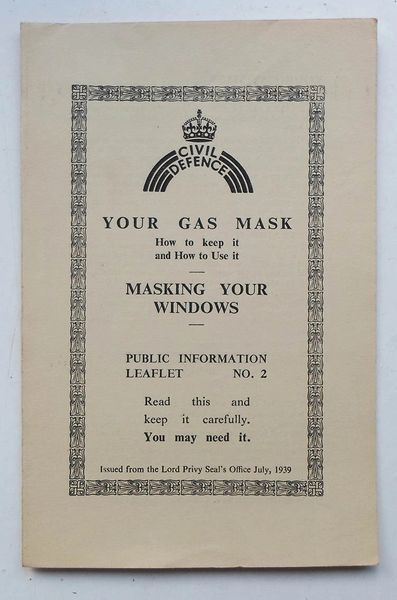 CIVIL
DEFENCE
YOUR GAS MASK
How to keep it
and How to Use it
MASKING YOUR
WINDOWS
PUBLIC INFORMATION
LEAFLET NO. 2
Read this and
keep it carefully.
You may need it.
Issued from the Lord Privy Seal's Office July, 1939